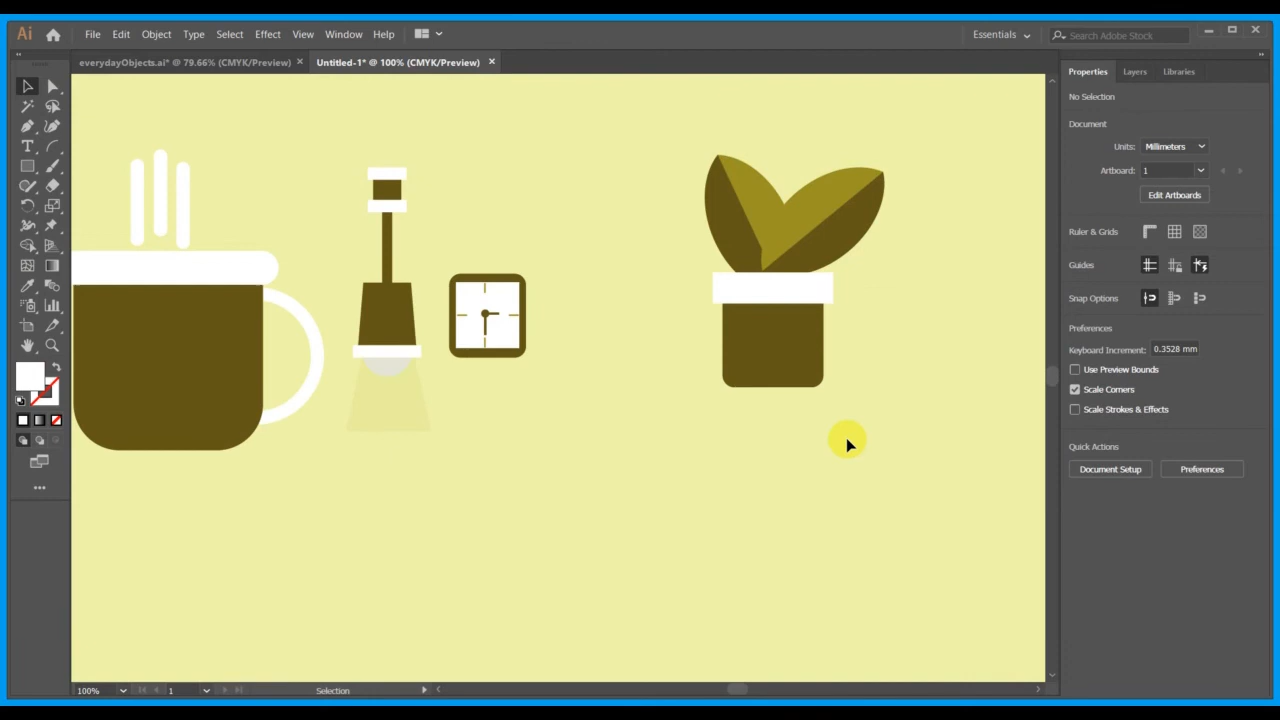 Ai File Edit Object Type Select Effect View Window Help Essentials Search Adobe Stock
everydayObjects.ai* @ 79.66% (CMYK/Preview) Untitled-1* @ 100% (CMYK/Preview)
Properties Layers Libraries
No Selection
Document
Units: Millimeters
Artboard: 1
Edit Artboards
Ruler & Grids
Guides
Snap Options
Preferences
Keyboard Increment: 0.3528 mm
Use Preview Bounds
Scale Corners
Scale Strokes & Effects
Quick Actions
Document Setup Preferences
100% 1 Selection